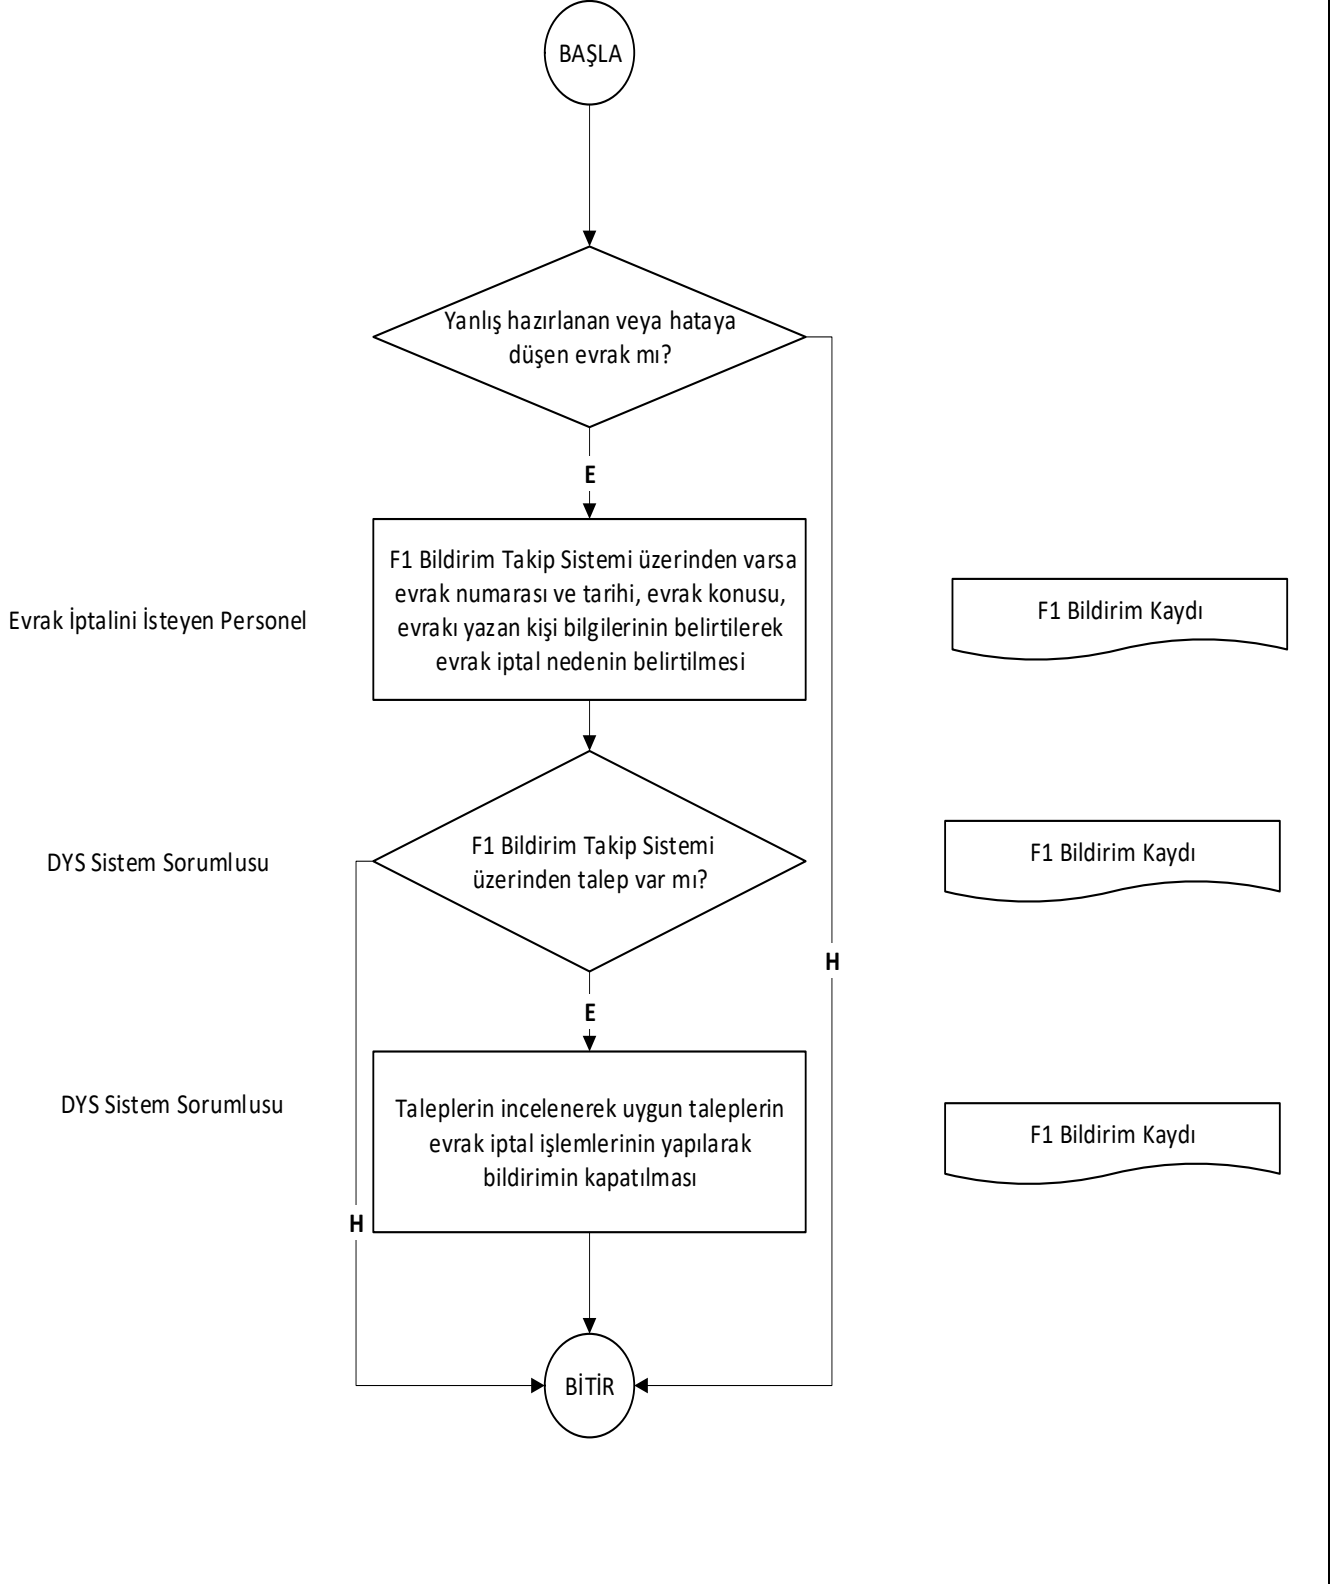 BAŞLA
Yanlış hazırlanan veya hataya
düşen evrak mı?
E
F1 Bildirim Takip Sistemi üzerinden varsa
evrak numarası ve tarihi, evrak konusu,
evrakı yazan kişi bilgilerinin belirtilerek
evrak iptal nedenin belirtilmesi
Evrak İptalini İsteyen Personel
F1 Bildirim Kaydı
F1 Bildirim Takip Sistemi
üzerinden talep var mı?
DYS Sistem Sorumlusu
F1 Bildirim Kaydı
H
E
DYS Sistem Sorumlusu
Taleplerin incelenerek uygun taleplerin
evrak iptal işlemlerinin yapılarak
bildirimin kapatılması
F1 Bildirim Kaydı
H
BİTİR